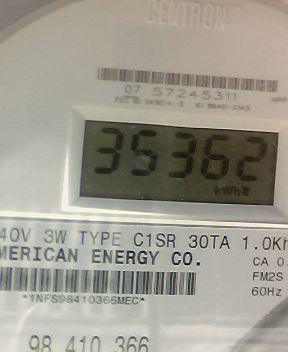 CENTRON®
07 57245311
35362
kWh
40V 3W TYPE C1SR 30TA 1.0Kh
MERICAN ENERGY CO.
CA 0.
FM2S
60Hz
*1NFS98410366MEC*
98 410 366